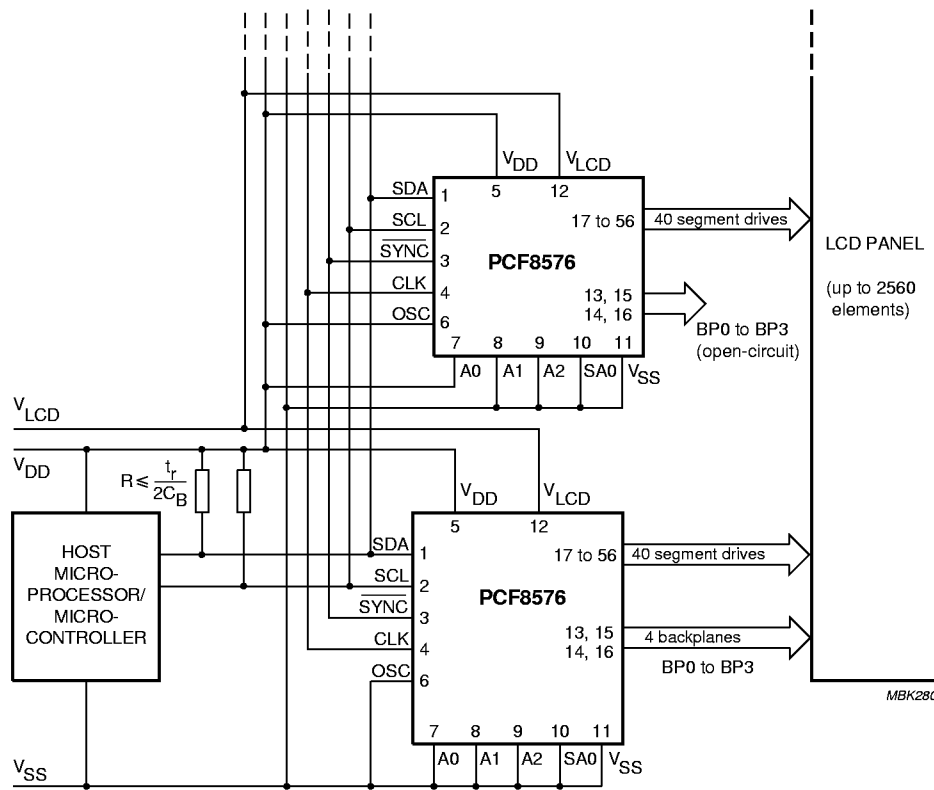 VDD
VLCD
5
12
SDA
1
SCL
2
SYNC
3
CLK
4
OSC
6
17 to 56
40 segment drives
PCF8576
13, 15
14, 16
BP0 to BP3
(open-circuit)
7
8
9
10
11
A0
A1
A2
SA0
VSS
LCD PANEL
(up to 2560
elements)
VLCD
VDD
R ≤ tr
2CB
HOST
MICRO-
PROCESSOR/
MICRO-
CONTROLLER
VSS
VDD
VLCD
5
12
SDA
1
SCL
2
SYNC
3
CLK
4
OSC
6
17 to 56
40 segment drives
PCF8576
13, 15
14, 16
4 backplanes
BP0 to BP3
7
8
9
10
11
A0
A1
A2
SA0
VSS
MBK280